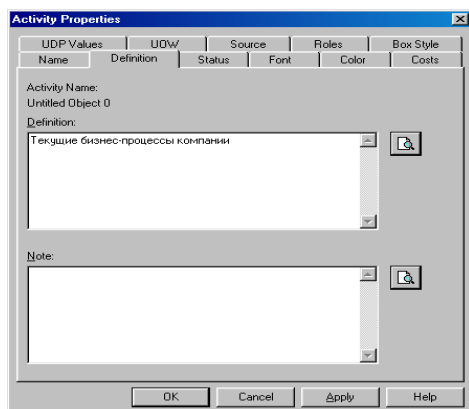 Activity Properties
UDP Values UOW Source Roles Box Style
Name Definition Status Font Color Costs
Activity Name:
Untitled Object 0
Definition:
Текущие бизнес-процессы компании
Note:
OK Cancel Apply Help